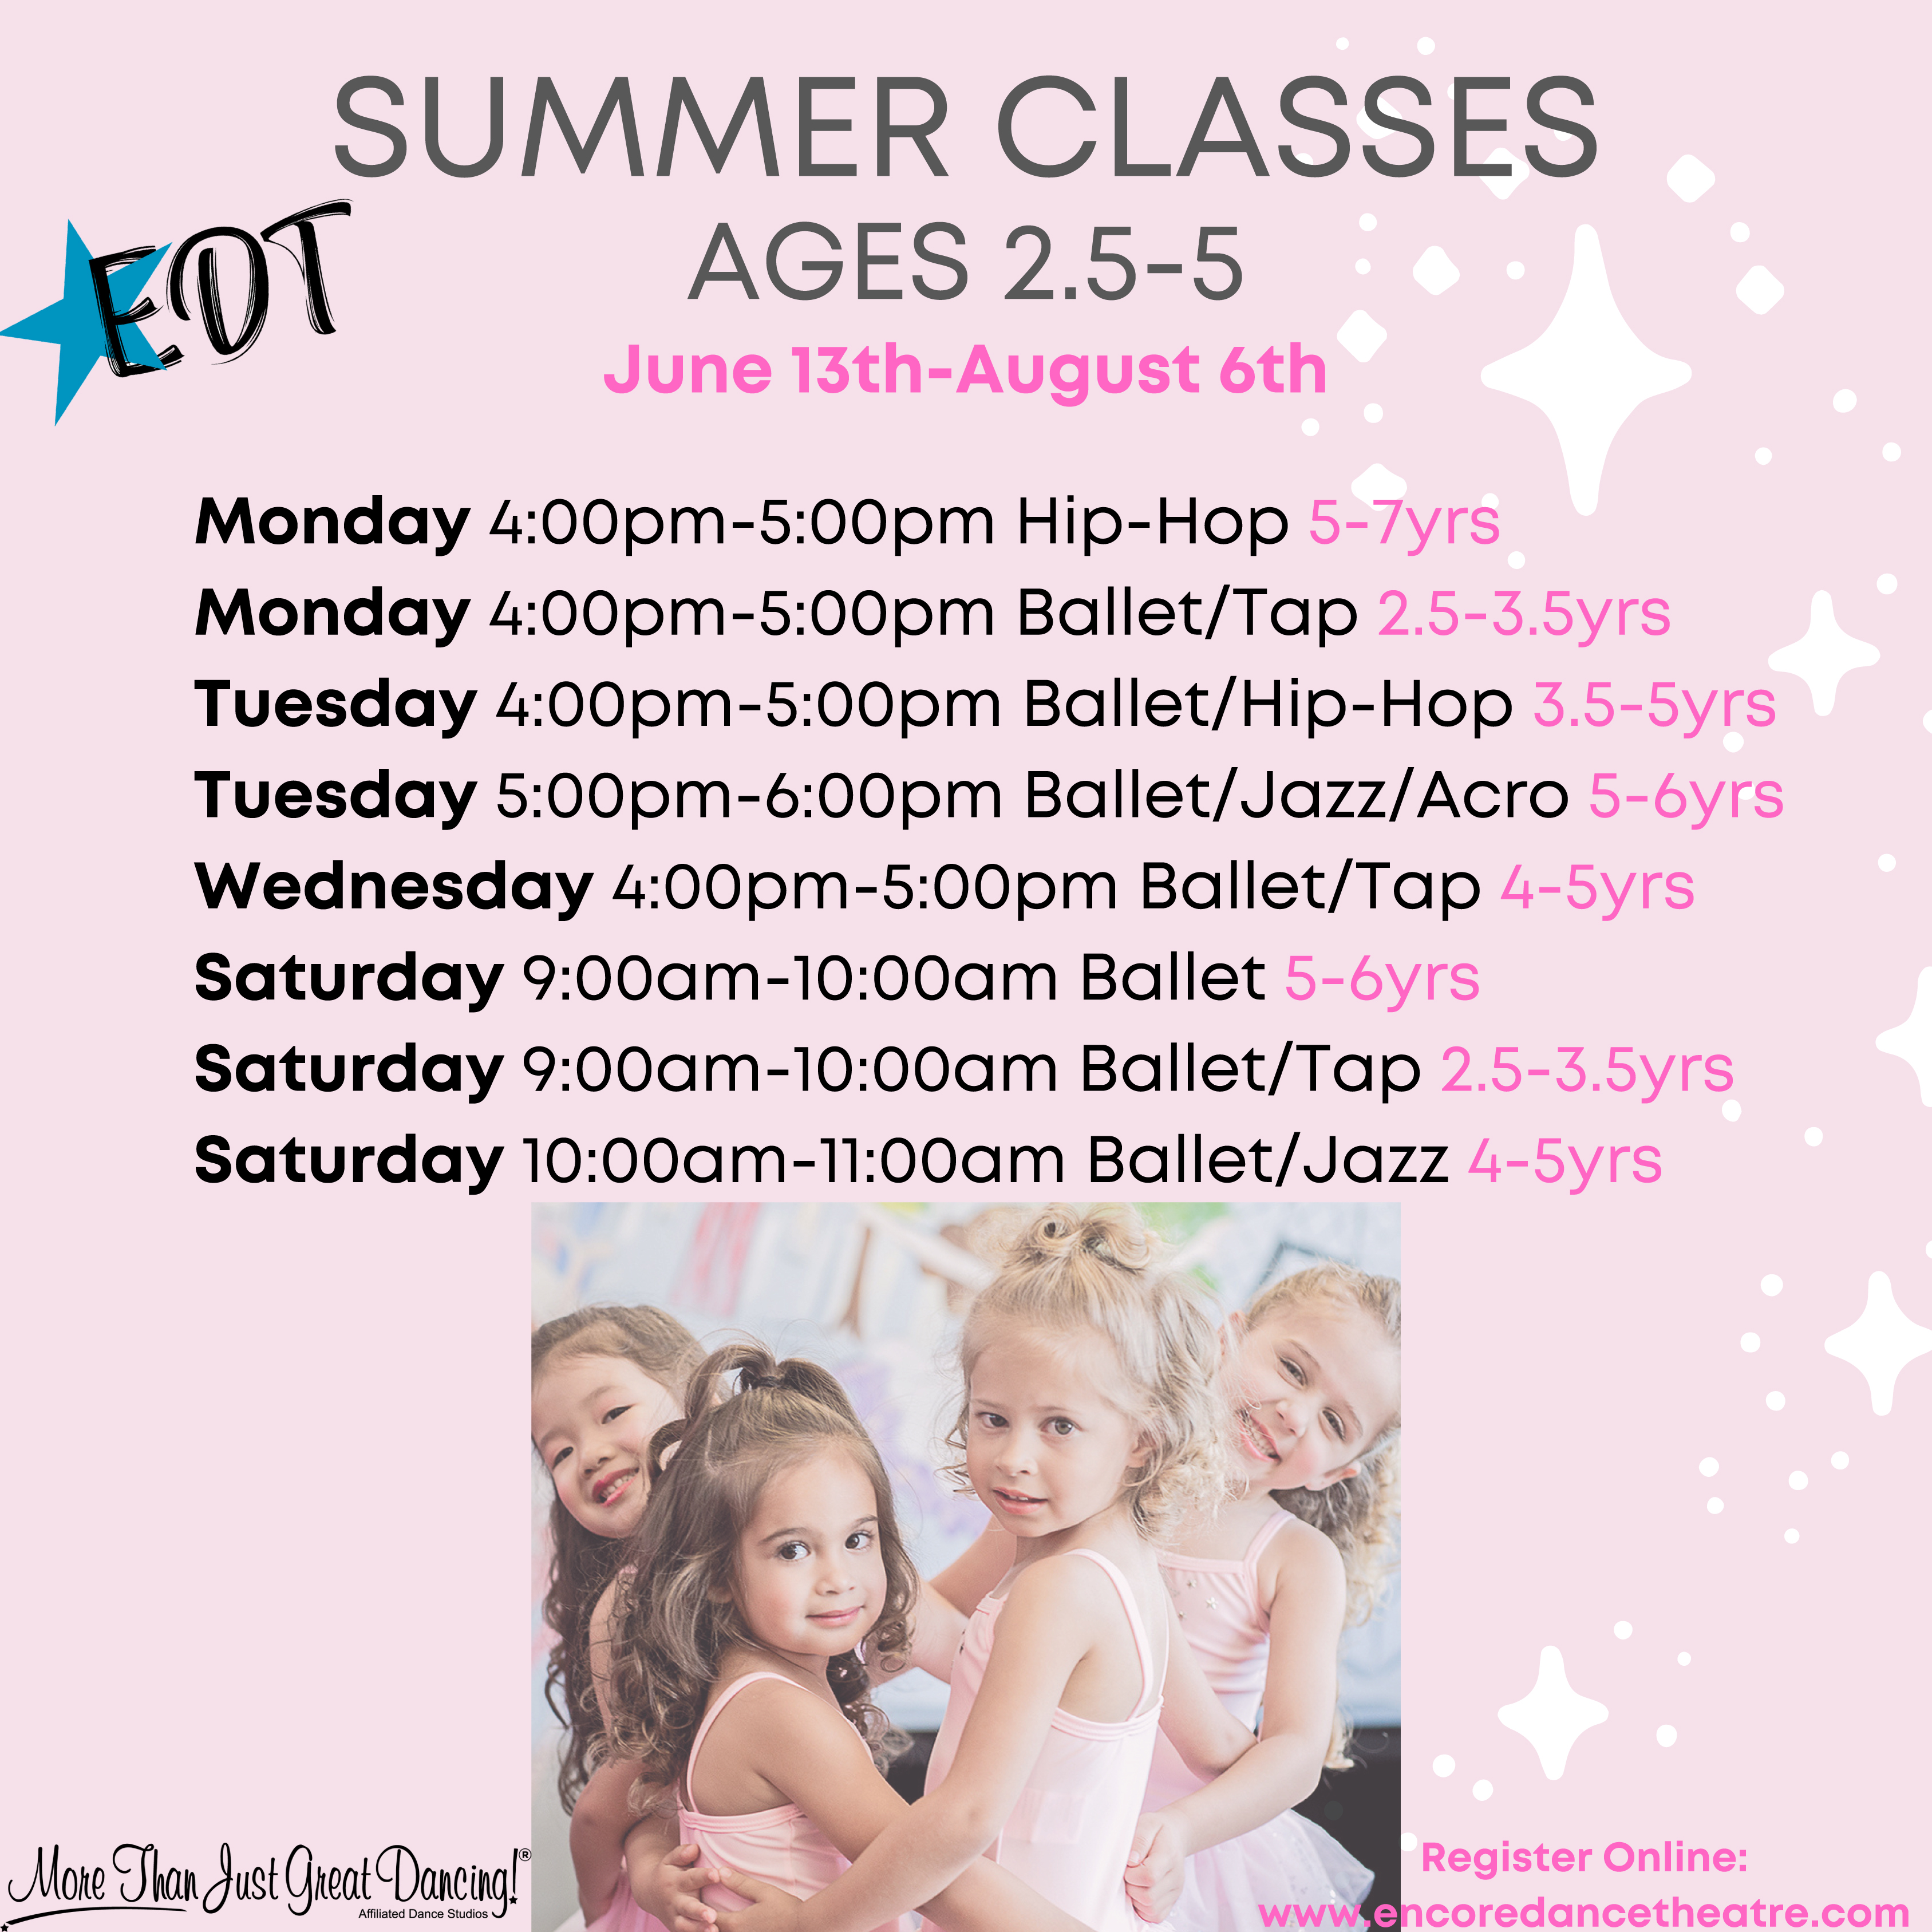 SUMMER CLASSES
AGES 2.5-5
EDT
June 13th-August 6th
Monday 4:00pm-5:00pm Hip-Hop 5-7yrs
Monday 4:00pm-5:00pm Ballet/Tap 2.5-3.5yrs
Tuesday 4:00pm-5:00pm Ballet/Hip-Hop 3.5-5yrs
Tuesday 5:00pm-6:00pm Ballet/Jazz/Acro 5-6yrs
Wednesday 4:00pm-5:00pm Ballet/Tap 4-5yrs
Saturday 9:00am-10:00am Ballet 5-6yrs
Saturday 9:00am-10:00am Ballet/Tap 2.5-3.5yrs
Saturday 10:00am-11:00am Ballet/Jazz 4-5yrs
More Than Just Great Dancing!®
Affiliated Dance Studios
Register Online:
www.encoredancetheatre.com